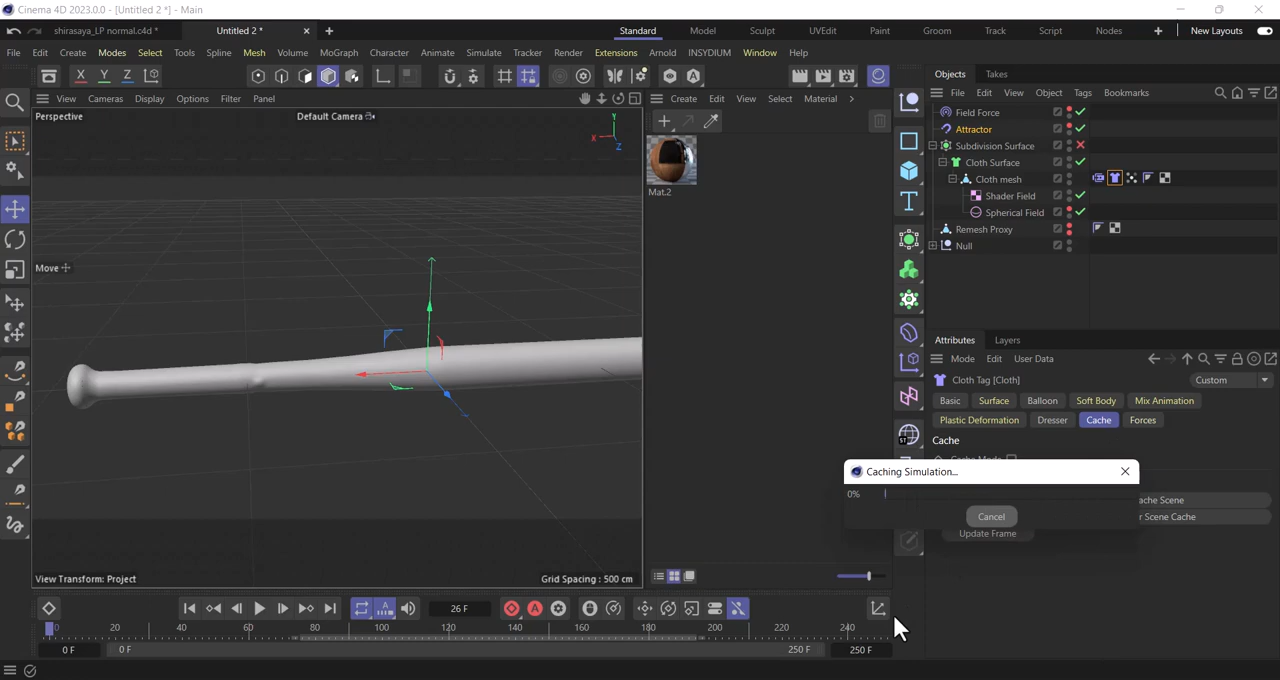 Cinema 4D 2023.0.0 - [Untitled 2 *] - Main
shirasaya_LP normal.c4d *
Untitled 2 *
Standard
Model
Sculpt
UVEdit
Paint
Groom
Track
Script
Nodes
New Layouts
File Edit Create Modes Select Tools Spline Mesh Volume MoGraph Character Animate Simulate Tracker Render Extensions Arnold INSYDIUM Window Help
X Y Z
Objects Takes
View Cameras Display Options Filter Panel
Create Edit View Select Material
File Edit View Object Tags Bookmarks
Perspective
Default Camera
Y
X
Z
Mat.2
Field Force
Attractor
Subdivision Surface
Cloth Surface
Cloth mesh
Shader Field
Spherical Field
Remesh Proxy
Null
Move
Attributes Layers
Mode Edit User Data
Cloth Tag [Cloth]
Custom
Basic Surface Balloon Soft Body Mix Animation
Plastic Deformation Dresser Cache Forces
Cache
Cache Mode
Caching Simulation...
0%
Cancel
ache Scene
r Scene Cache
Update Frame
View Transform: Project
Grid Spacing : 500 cm
26 F
0 20 40 60 80 100 120 140 160 180 200 220 240
0 F
0 F
250 F
250 F